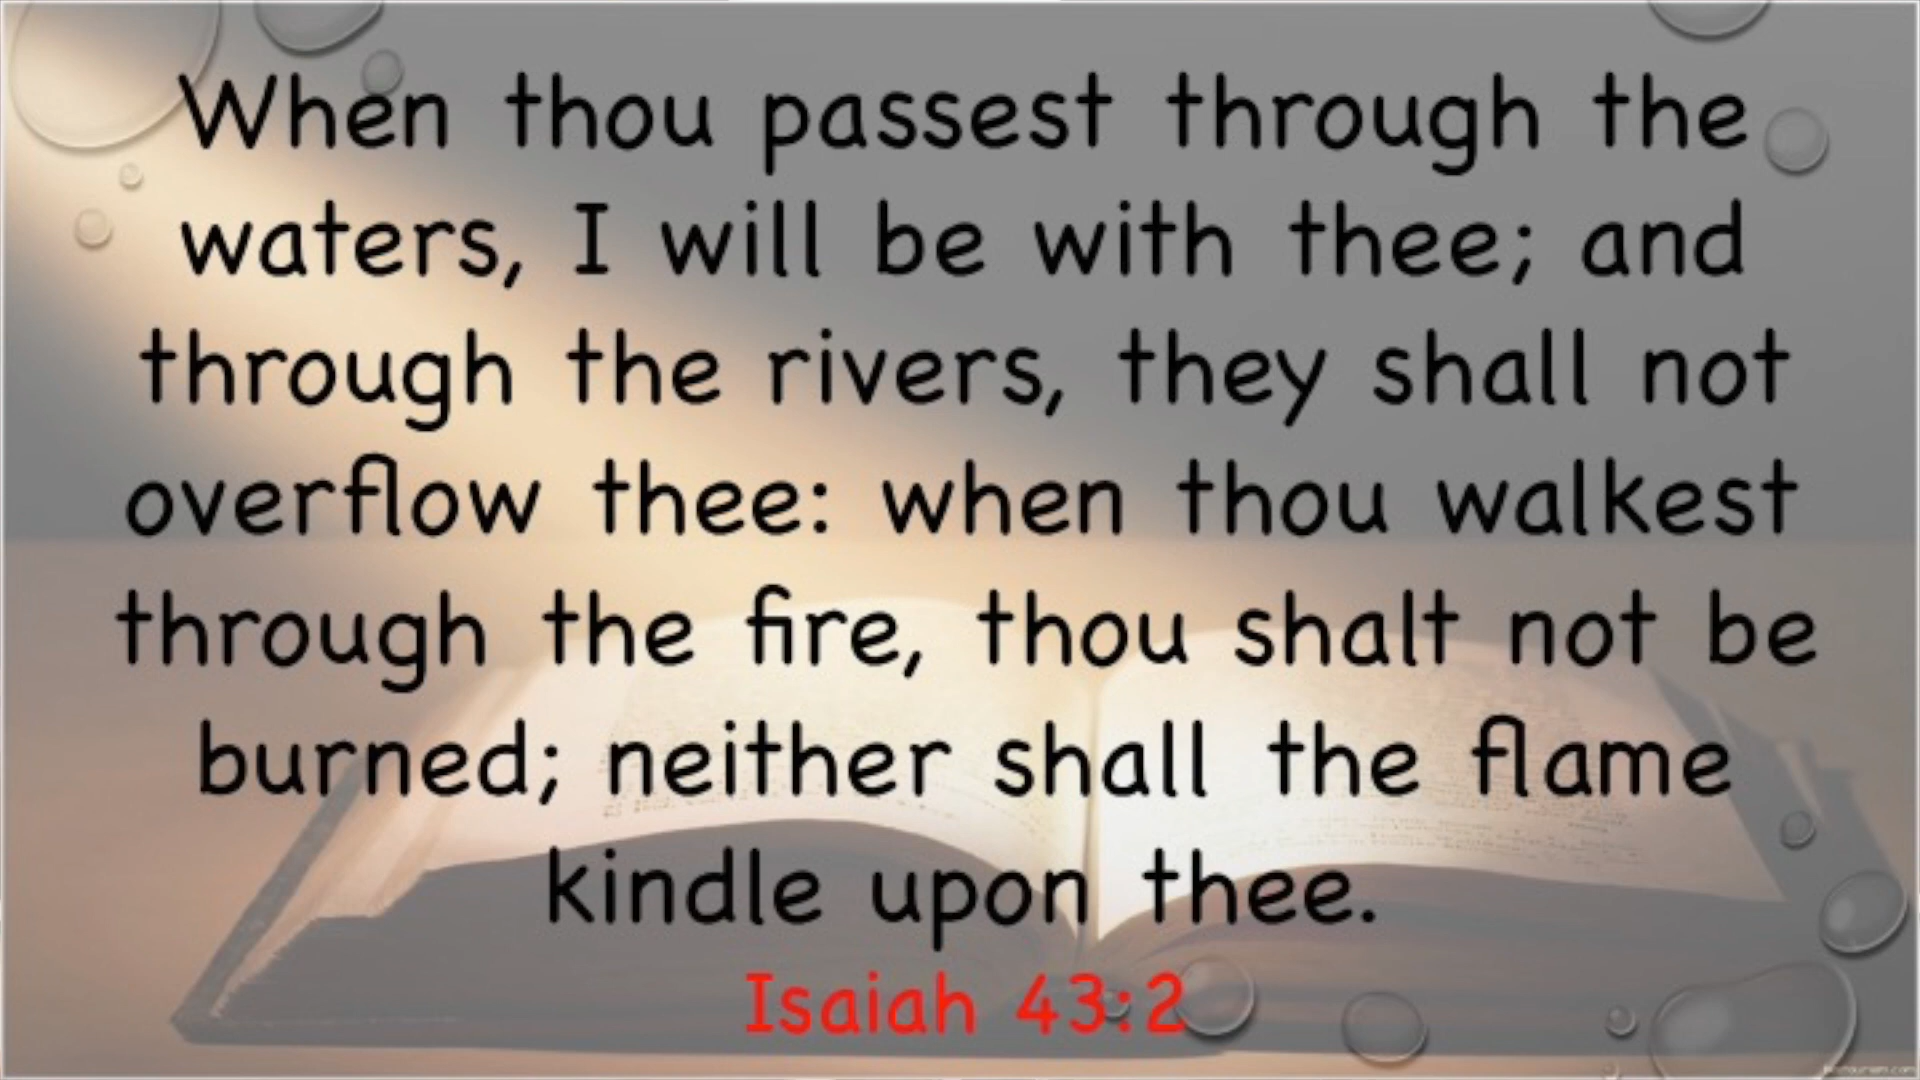 When thou passest through the
waters, I will be with thee; and
through the rivers, they shall not
overflow thee: when thou walkest
through the fire, thou shalt not be
burned; neither shall the flame
kindle upon thee.
Isaiah 43:2